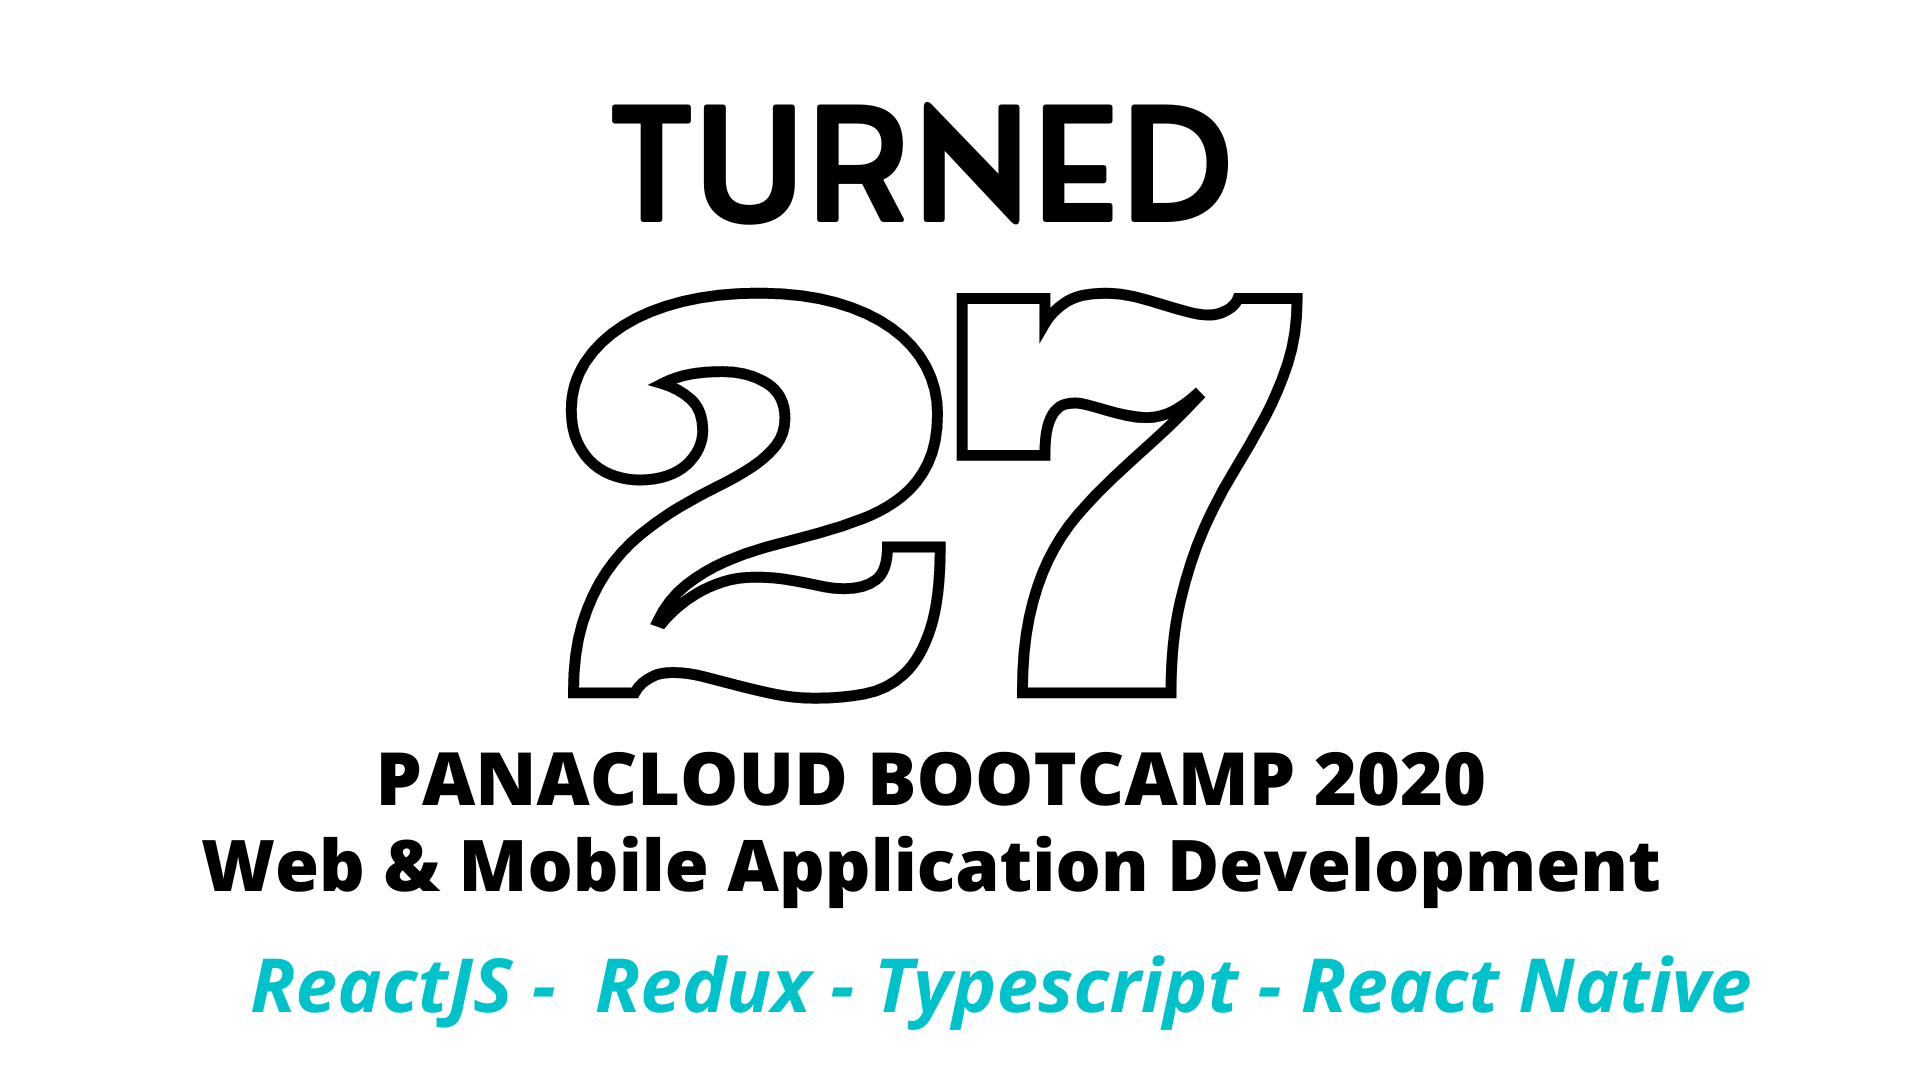 TURNED
27
PANACLOUD BOOTCAMP 2020
Web & Mobile Application Development
ReactJS -  Redux - Typescript - React Native